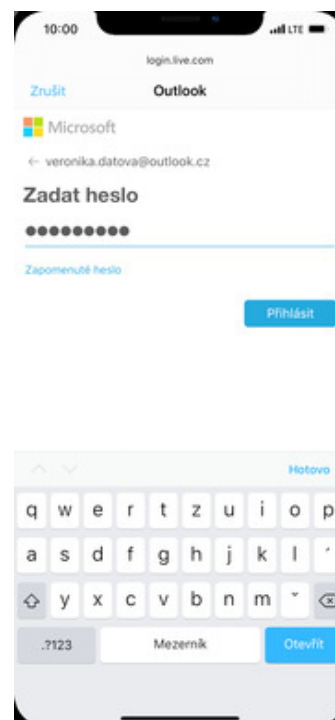 10:00 LTE
login.live.com
Zrušit Outlook
Microsoft
← veronika.datova@outlook.cz
Zadat heslo
●●●●●●●●●
Zapomenuté heslo
Přihlásit
Hotovo
q w e r t z u i o p
a s d f g h j k l ´
y x c v b n m ˇ
.?123 Mezerník Otevřít